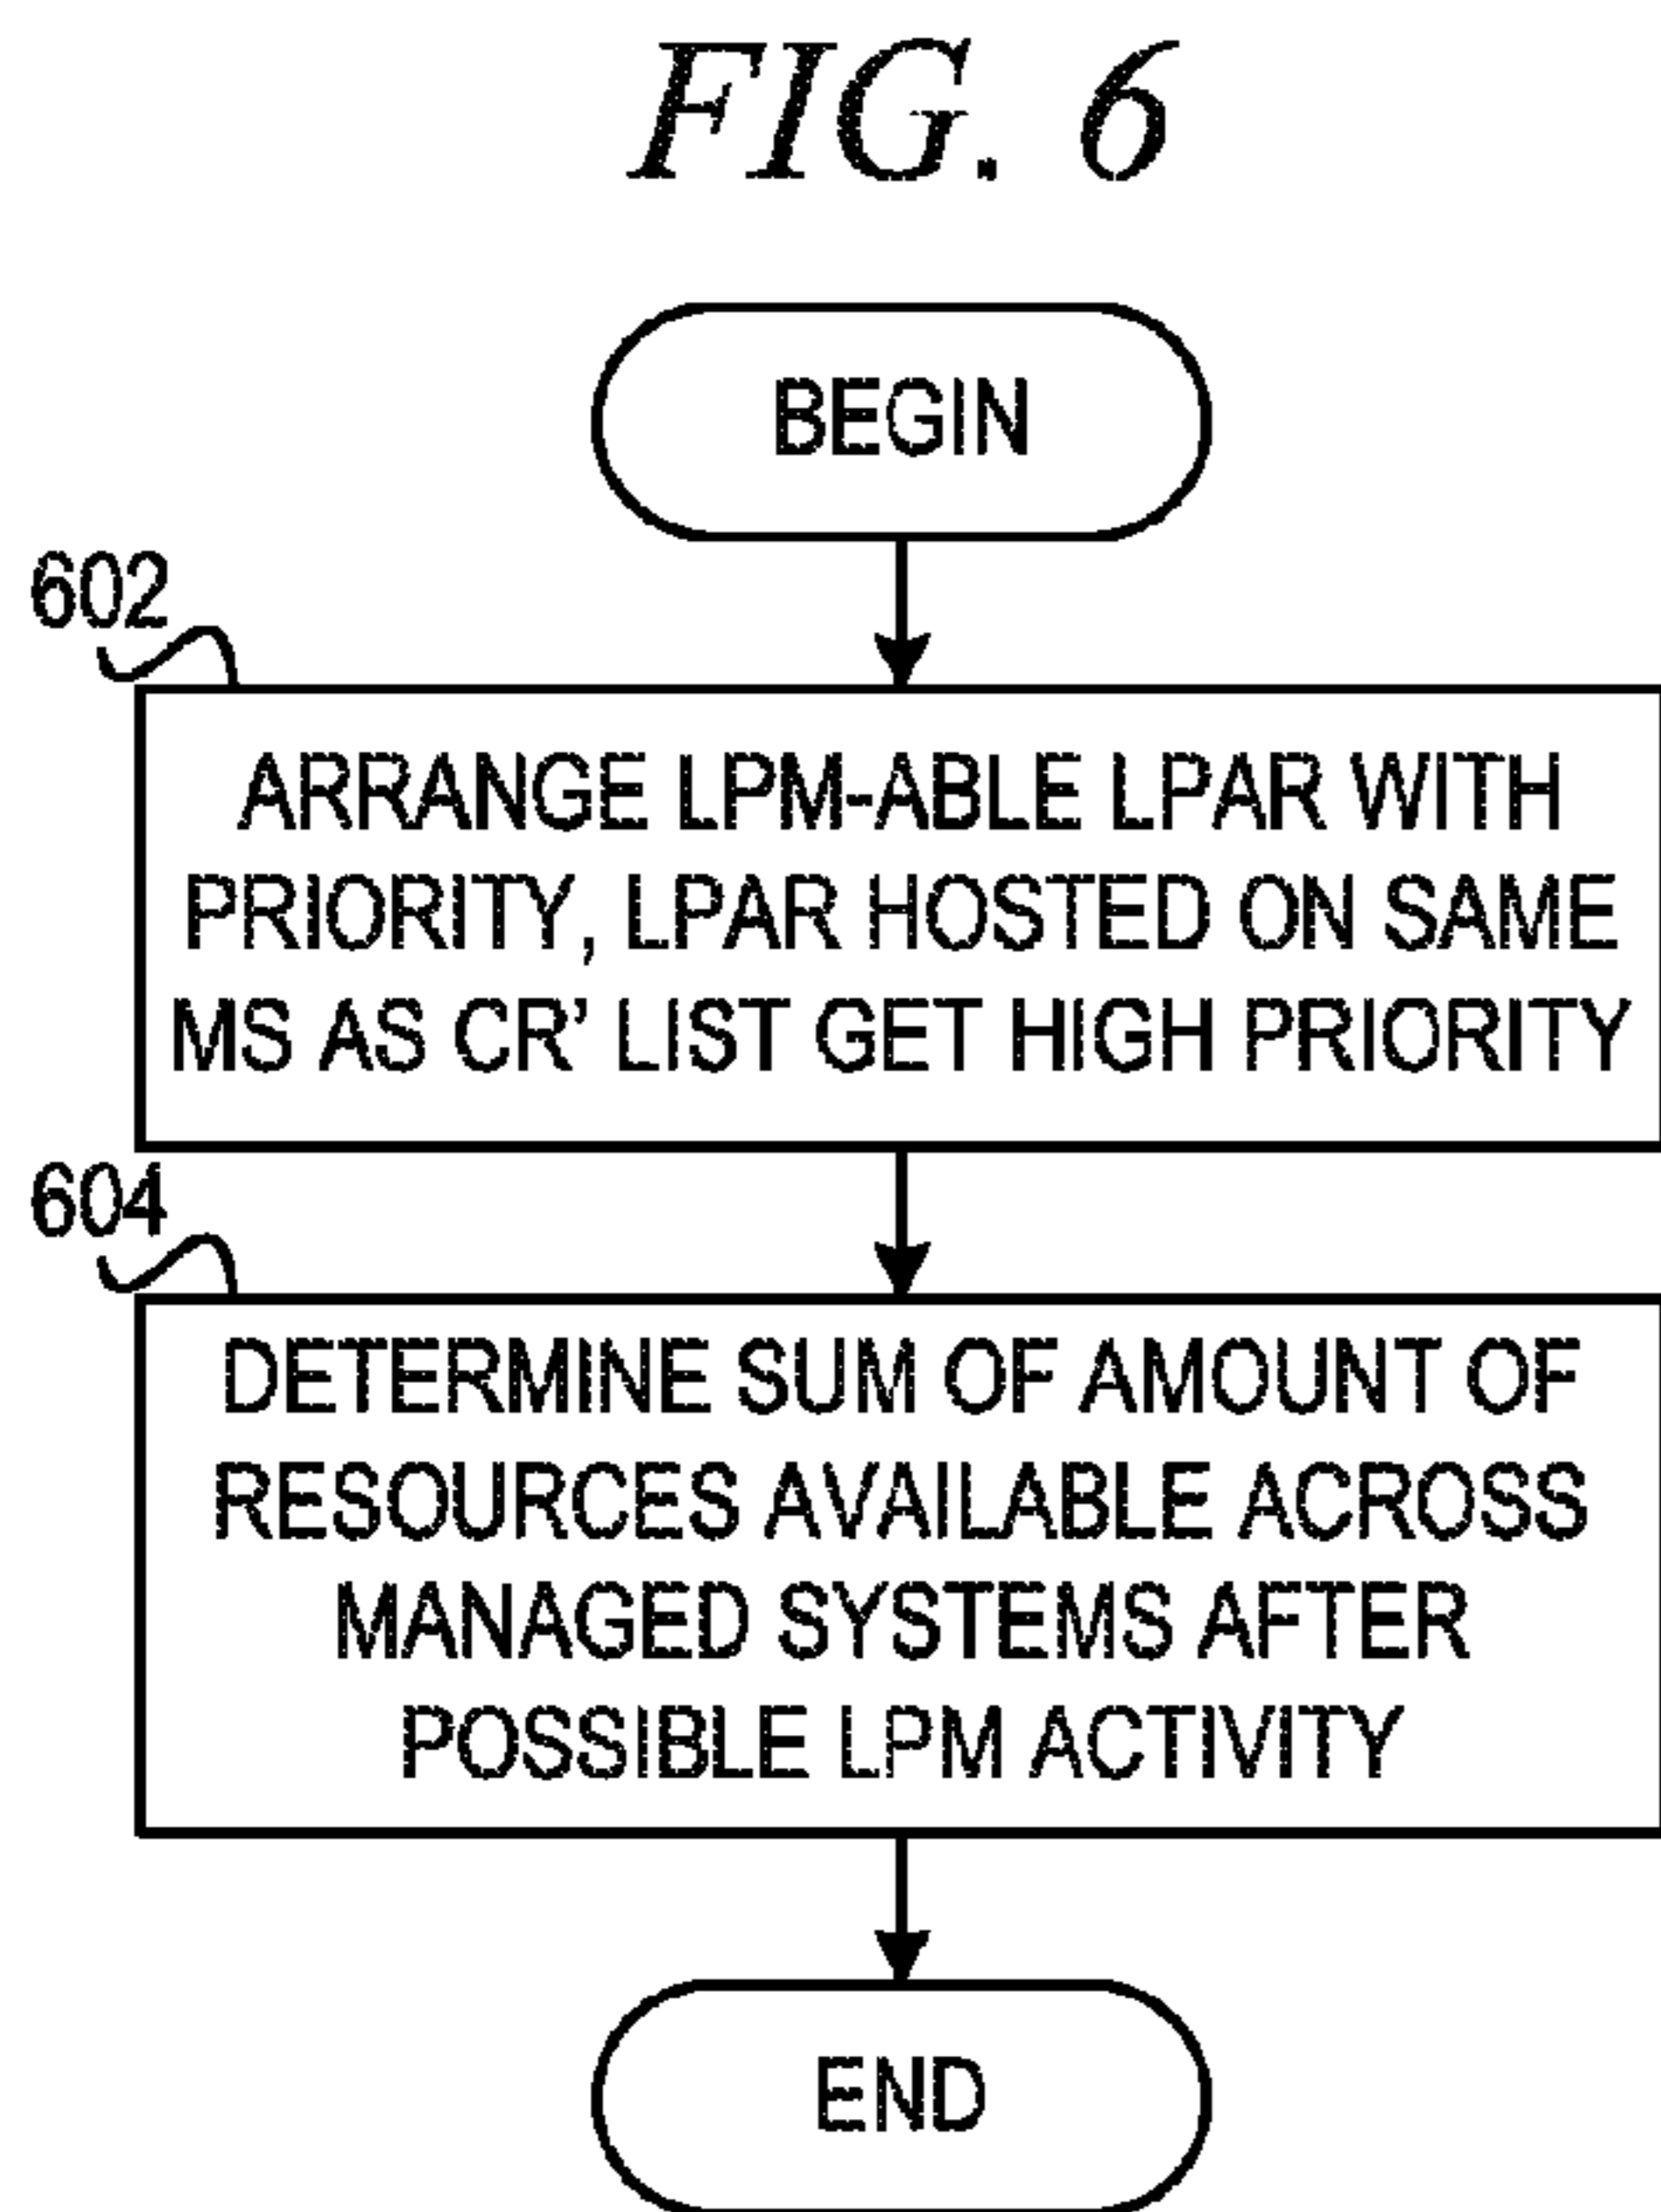 FIG. 6
BEGIN
602
ARRANGE LPM-ABLE LPAR WITH
PRIORITY, LPAR HOSTED ON SAME
MS AS CR' LIST GET HIGH PRIORITY
604
DETERMINE SUM OF AMOUNT OF
RESOURCES AVAILABLE ACROSS
MANAGED SYSTEMS AFTER
POSSIBLE LPM ACTIVITY
END